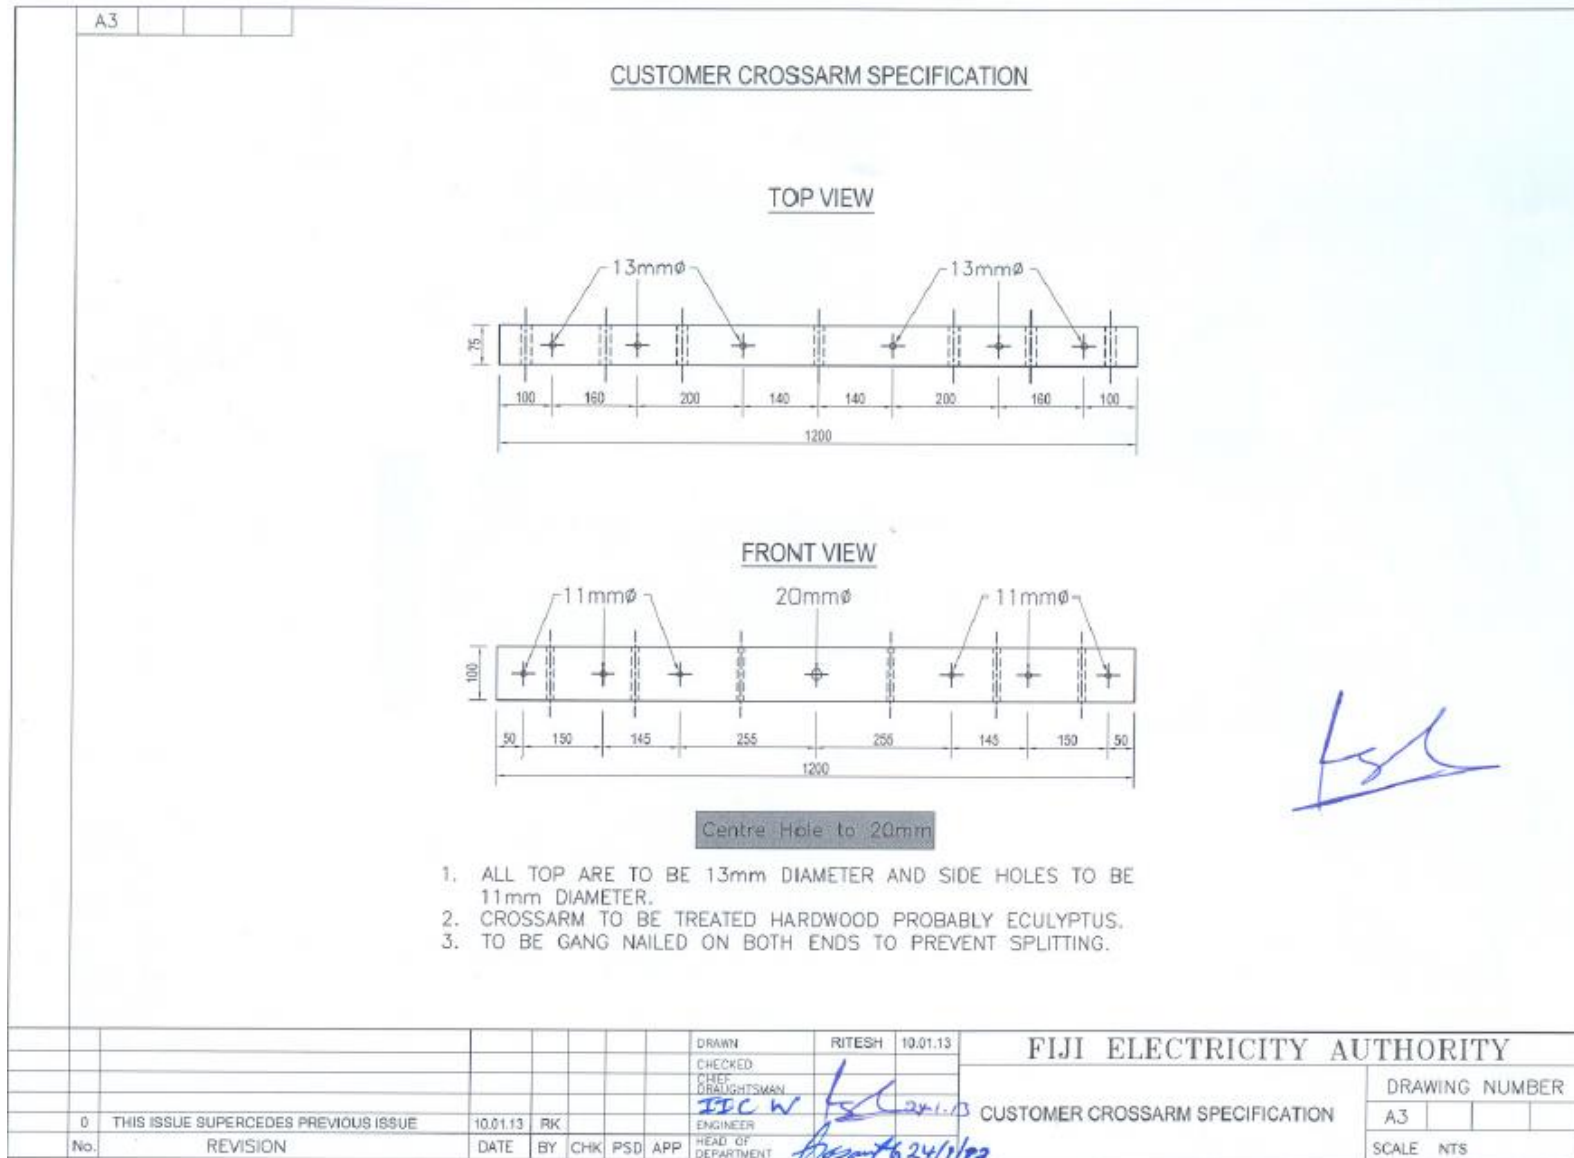 A3
CUSTOMER CROSSARM SPECIFICATION
TOP VIEW
13mmø 13mmø
75
100 160 200 140 140 200 160 100
1200
FRONT VIEW
11mmø 20mmø 11mmø
100
50 150 145 255 255 145 150 50
1200
Centre Hole to 20mm
1. ALL TOP ARE TO BE 13mm DIAMETER AND SIDE HOLES TO BE
11mm DIAMETER.
2. CROSSARM TO BE TREATED HARDWOOD PROBABLY ECULYPTUS.
3. TO BE GANG NAILED ON BOTH ENDS TO PREVENT SPLITTING.
0 THIS ISSUE SUPERCEDES PREVIOUS ISSUE 10.01.13 RK
No. REVISION DATE BY CHK PSD APP
DRAWN RITESH 10.01.13
CHECKED
CHIEF
DRAUGHTSMAN
IIC W 24.1.13
ENGINEER
HEAD OF
DEPARTMENT
FIJI ELECTRICITY AUTHORITY
CUSTOMER CROSSARM SPECIFICATION
DRAWING NUMBER
A3
SCALE NTS